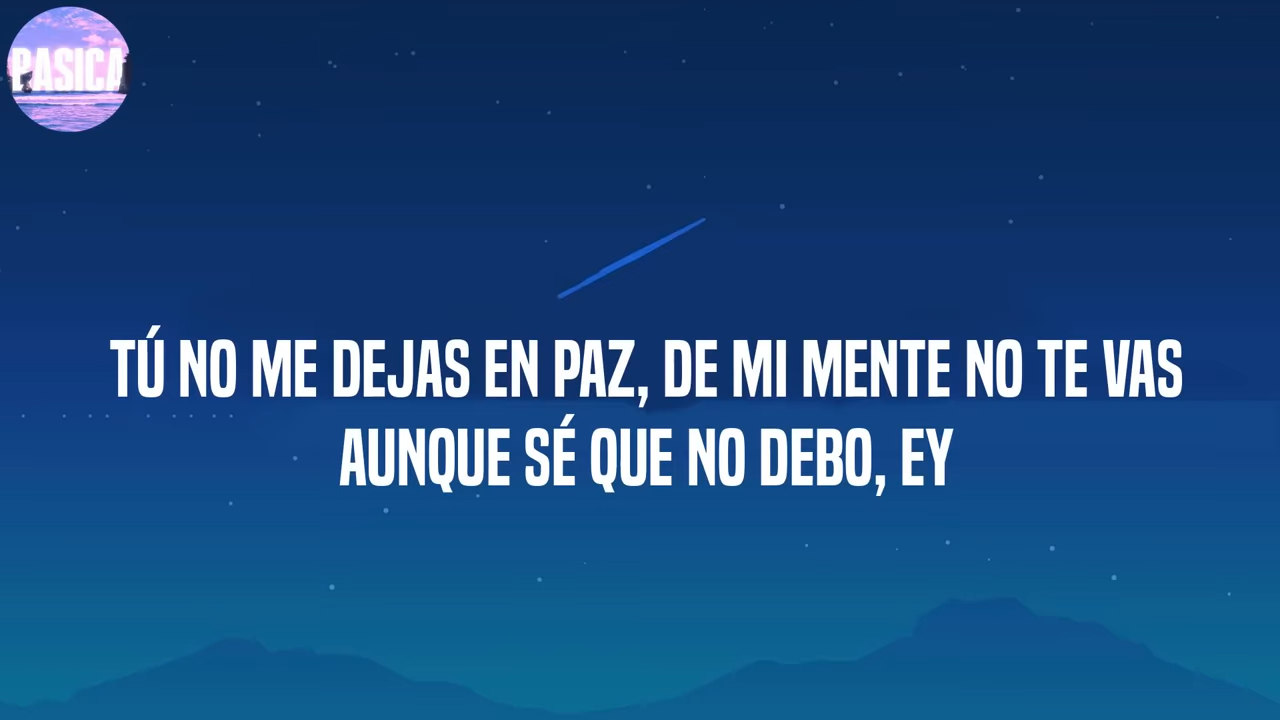 PASICA
TÚ NO ME DEJAS EN PAZ, DE MI MENTE NO TE VAS
AUNQUE SÉ QUE NO DEBO, EY